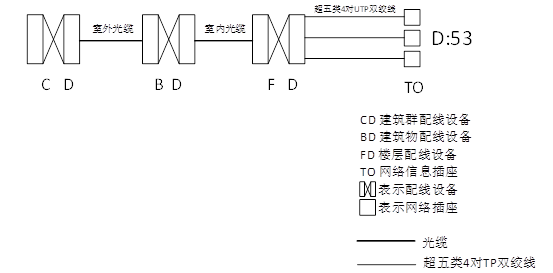 超五类4对UTP双绞线
室外光缆
室内光缆
D:53
C D
B D
F D
TO
CD 建筑群配线设备
BD 建筑物配线设备
FD 楼层配线设备
TO 网络信息插座
表示配线设备
表示网络插座
光缆
超五类4对TP双绞线